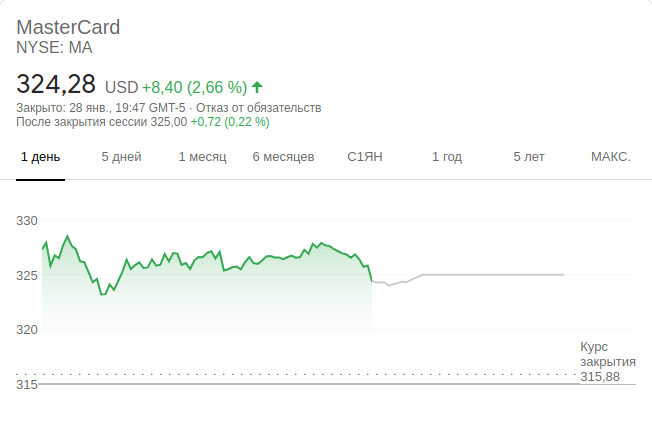 MasterCard
NYSE: MA
324,28 USD +8,40 (2,66 %)
Закрыто: 28 янв., 19:47 GMT-5 · Отказ от обязательств
После закрытия сессии 325,00 +0,72 (0,22 %)
1 день 5 дней 1 месяц 6 месяцев С1ЯН 1 год 5 лет МАКС.
330
325
320
Курс
закрытия
315,88
315